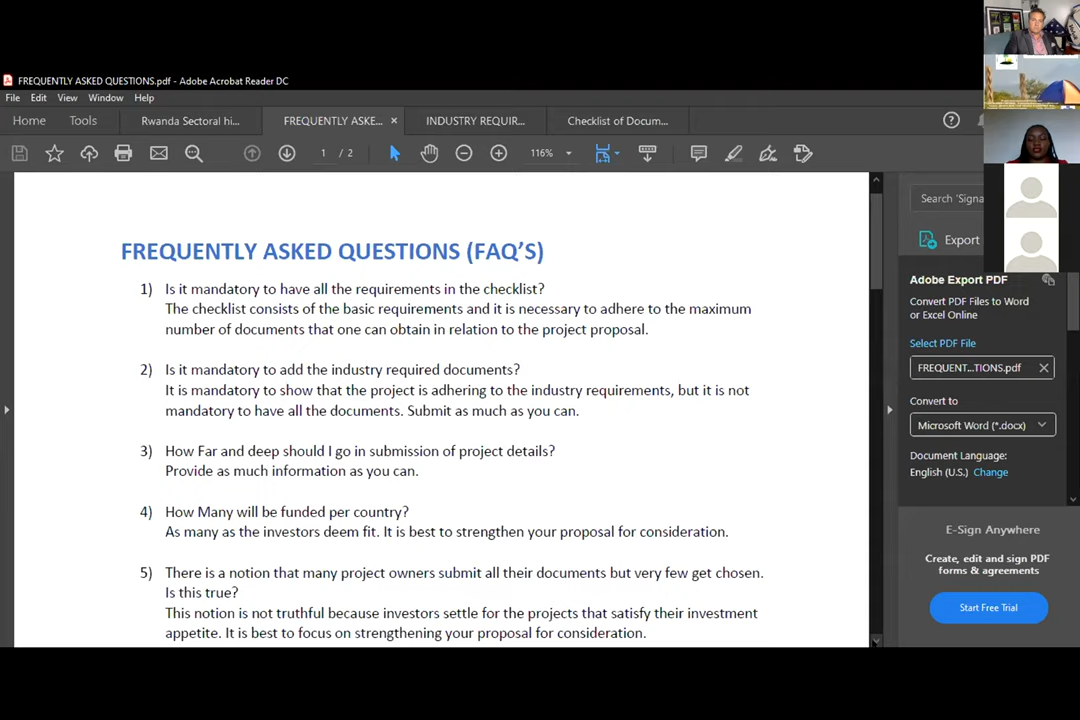 FREQUENTLY ASKED QUESTIONS.pdf - Adobe Acrobat Reader DC
File Edit View Window Help
Home Tools Rwanda Sectoral hi... FREQUENTLY ASKE... × INDUSTRY REQUIR... Checklist of Docum...
1 / 2 116%
Search 'Signa
Export
FREQUENTLY ASKED QUESTIONS (FAQ'S)
1) Is it mandatory to have all the requirements in the checklist?
The checklist consists of the basic requirements and it is necessary to adhere to the maximum
number of documents that one can obtain in relation to the project proposal.
2) Is it mandatory to add the industry required documents?
It is mandatory to show that the project is adhering to the industry requirements, but it is not
mandatory to have all the documents. Submit as much as you can.
3) How Far and deep should I go in submission of project details?
Provide as much information as you can.
4) How Many will be funded per country?
As many as the investors deem fit. It is best to strengthen your proposal for consideration.
5) There is a notion that many project owners submit all their documents but very few get chosen.
Is this true?
This notion is not truthful because investors settle for the projects that satisfy their investment
appetite. It is best to focus on strengthening your proposal for consideration.
Adobe Export PDF
Convert PDF Files to Word
or Excel Online
Select PDF File
FREQUENT...TIONS.pdf
Convert to
Microsoft Word (*.docx)
Document Language:
English (U.S.) Change
E-Sign Anywhere
Create, edit and sign PDF
forms & agreements
Start Free Trial